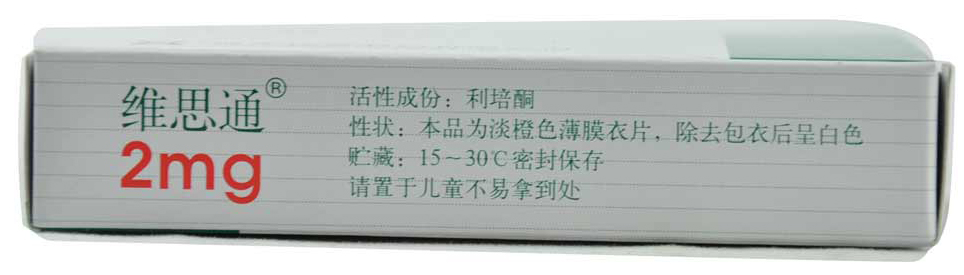 维思通®
2mg
活性成份：利培酮
性状：本品为淡橙色薄膜衣片，除去包衣后呈白色
贮藏：15～30℃密封保存
请置于儿童不易拿到处